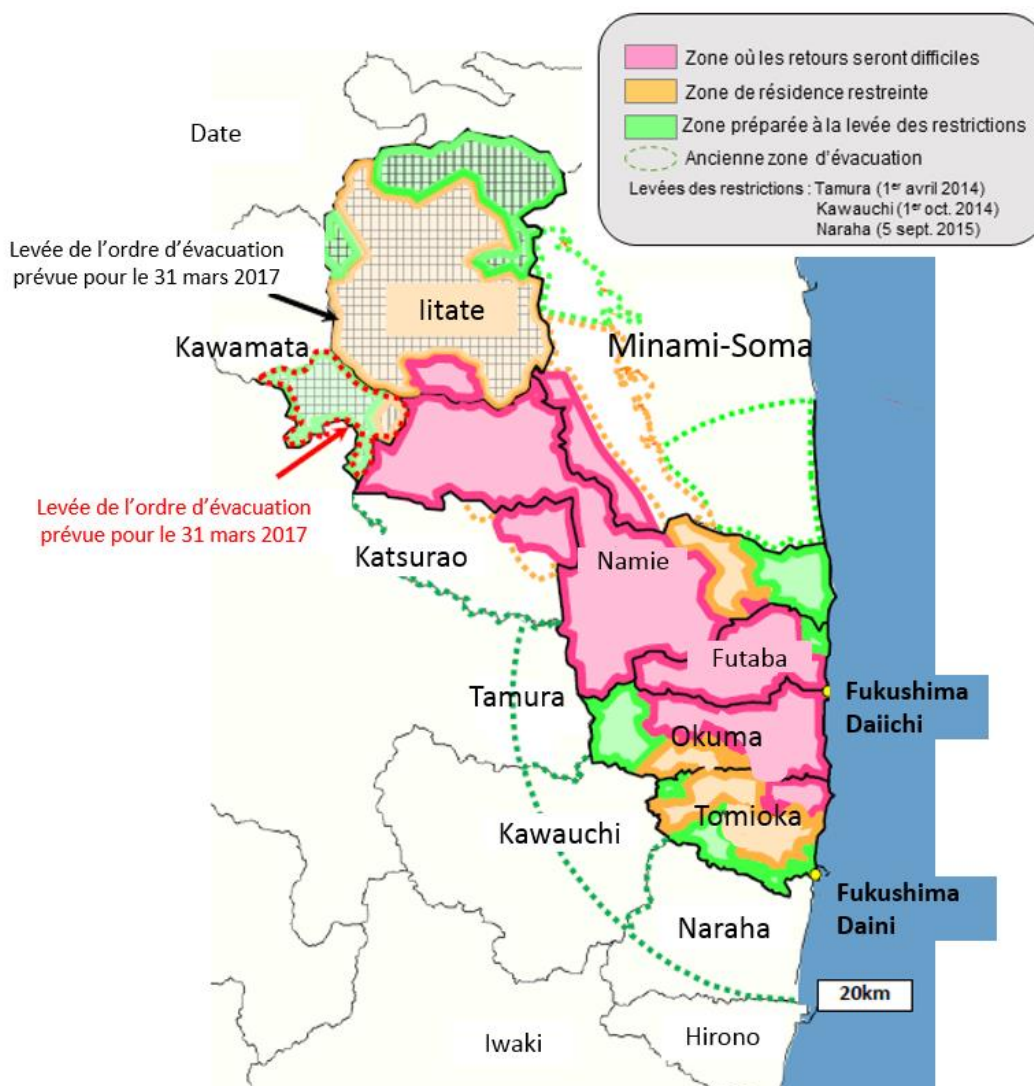 Zone où les retours seront difficiles
Zone de résidence restreinte
Zone préparée à la levée des restrictions
Ancienne zone d'évacuation
Levées des restrictions : Tamura (1er avril 2014)
Kawauchi (1er oct. 2014)
Naraha (5 sept. 2015)
Date
Levée de l'ordre d'évacuation
prévue pour le 31 mars 2017
Iitate
Minami-Soma
Kawamata
Levée de l'ordre d'évacuation
prévue pour le 31 mars 2017
Katsurao
Namie
Futaba
Tamura
Fukushima
Daiichi
Okuma
Tomioka
Kawauchi
Fukushima
Daini
Naraha
20km
Hirono
Iwaki